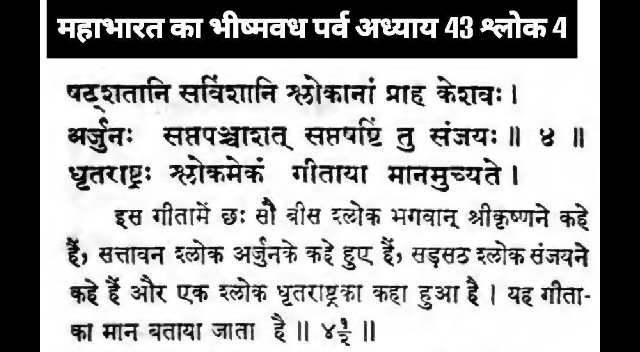 महाभारत का भीष्मवध पर्व अध्याय 43 श्लोक 4
षट्शतानि सविंशानि श्लोकानां प्राह केशवः।
अर्जुनः सप्तपञ्चाशत् सप्तषष्टिं तु संजयः॥ ४ ॥
धृतराष्ट्रः श्लोकमेकं गीताया मानमुच्यते।
इस गीतामें छः सौ बीस श्लोक भगवान् श्रीकृष्णने कहे
हैं, सत्तावन श्लोक अर्जुनके कहे हुए हैं, सड़सठ श्लोक संजयने
कहे हैं और एक श्लोक धृतराष्ट्रका कहा हुआ है। यह गीता-
का मान बताया जाता है॥ ४½ ॥